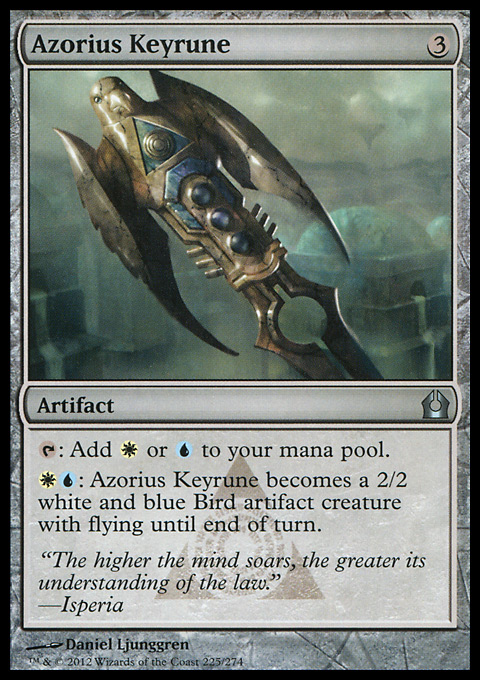 Azorius Keyrune 3
Artifact
: Add or to your mana pool.
: Azorius Keyrune becomes a 2/2
white and blue Bird artifact creature
with flying until end of turn.
“The higher the mind soars, the greater its
understanding of the law.”
—Isperia
Daniel Ljunggren
™ & © 2012 Wizards of the Coast 225/274